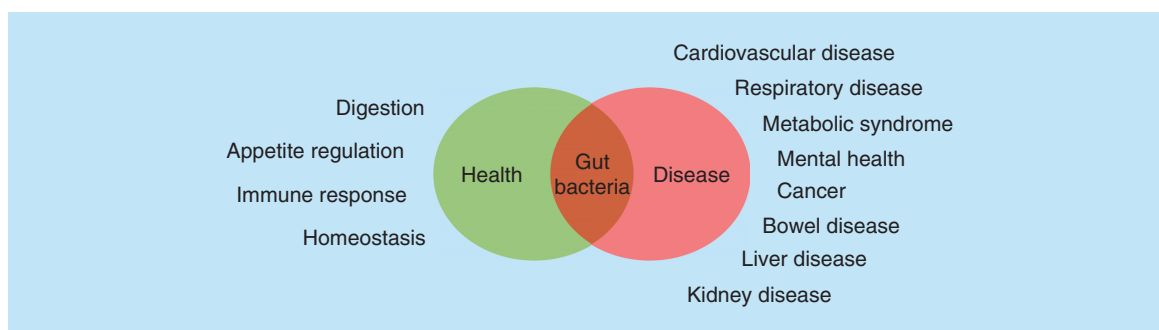 Digestion
Appetite regulation
Immune response
Homeostasis
Health
Gut
bacteria
Disease
Cardiovascular disease
Respiratory disease
Metabolic syndrome
Mental health
Cancer
Bowel disease
Liver disease
Kidney disease